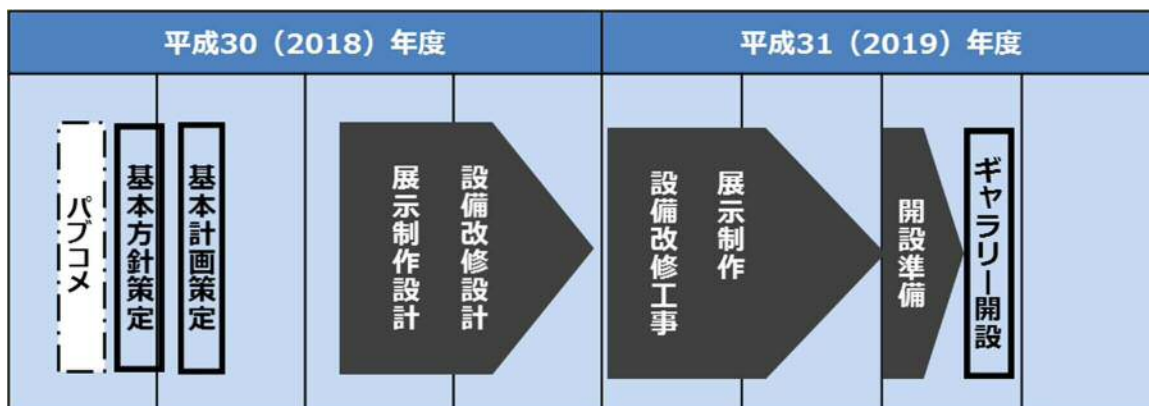 平成30（2018）年度
平成31（2019）年度
パブコメ
基本方針策定
基本計画策定
設備改修設計
展示制作設計
展示制作
設備改修工事
開設準備
ギャラリー開設